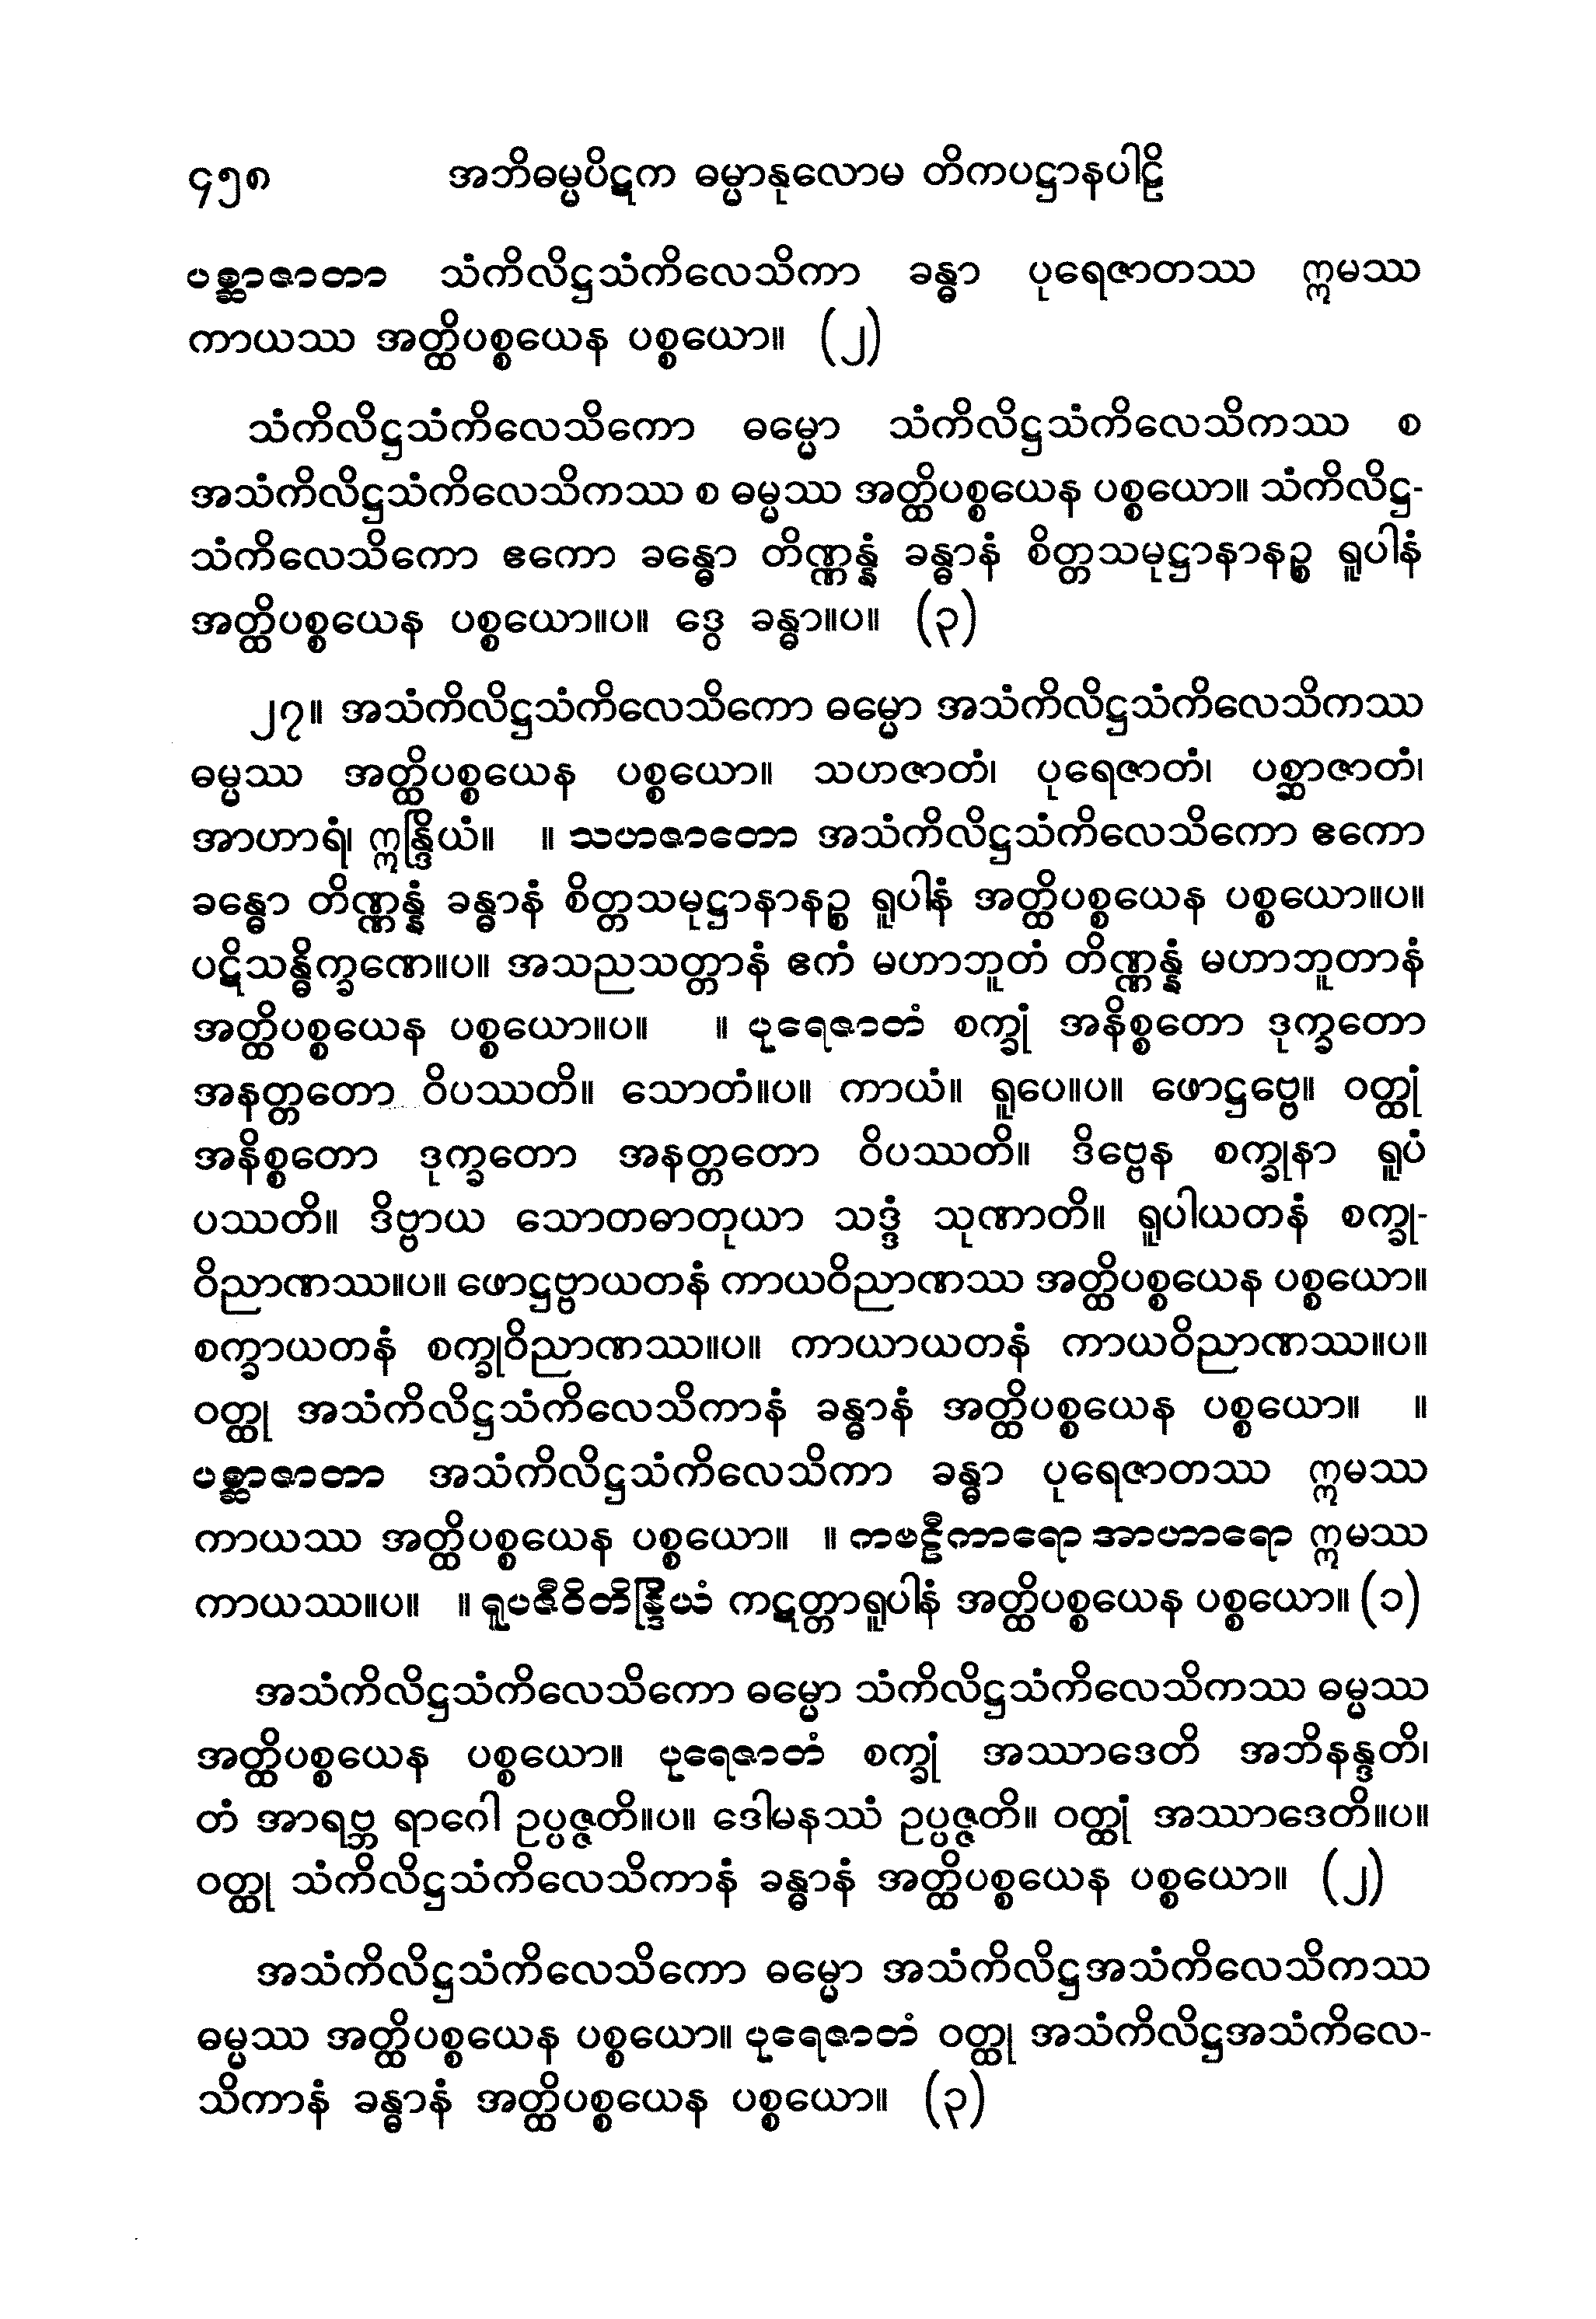 ၄၅၈ အဘိဓမ္မပိဋက ဓမ္မာနုလောမ တိကပဋ္ဌာနပါဠိ
ပစ္ဆာဇာတာ သံကိလိဋ္ဌသံကိလေသိကာ ခန္ဓာ ပုရေဇာတဿ ဣမဿ
ကာယဿ အတ္ထိပစ္စယေန ပစ္စယော။ (၂)
သံကိလိဋ္ဌသံကိလေသိကော ဓမ္မော သံကိလိဋ္ဌသံကိလေသိကဿ စ
အသံကိလိဋ္ဌသံကိလေသိကဿ စ ဓမ္မဿ အတ္ထိပစ္စယေန ပစ္စယော။ သံကိလိဋ္ဌ-
သံကိလေသိကော ဧကော ခန္ဓော တိဏ္ဏန္နံ ခန္ဓာနံ စိတ္တသမုဋ္ဌာနာနဉ္စ ရူပါနံ
အတ္ထိပစ္စယေန ပစ္စယော။ပ။ ဒွေ ခန္ဓာ။ပ။ (၃)
၂၇။ အသံကိလိဋ္ဌသံကိလေသိကော ဓမ္မော အသံကိလိဋ္ဌသံကိလေသိကဿ
ဓမ္မဿ အတ္ထိပစ္စယေန ပစ္စယော။ သဟဇာတံ၊ ပုရေဇာတံ၊ ပစ္ဆာဇာတံ၊
အာဟာရံ၊ ဣန္ဒြိယံ။ ။ သဟဇာတော အသံကိလိဋ္ဌသံကိလေသိကော ဧကော
ခန္ဓော တိဏ္ဏန္နံ ခန္ဓာနံ စိတ္တသမုဋ္ဌာနာနဉ္စ ရူပါနံ အတ္ထိပစ္စယေန ပစ္စယော။ပ။
ပဋိသန္ဓိက္ခဏေ။ပ။ အသညသတ္တာနံ ဧကံ မဟာဘူတံ တိဏ္ဏန္နံ မဟာဘူတာနံ
အတ္ထိပစ္စယေန ပစ္စယော။ပ။ ။ ပုရေဇာတံ စက္ခုံ အနိစ္စတော ဒုက္ခတော
အနတ္တတော ဝိပဿတိ။ သောတံ။ပ။ ကာယံ။ ရူပေ။ပ။ ဖောဋ္ဌဗ္ဗေ။ ဝတ္ထုံ
အနိစ္စတော ဒုက္ခတော အနတ္တတော ဝိပဿတိ။ ဒိဗ္ဗေန စက္ခုနာ ရူပံ
ပဿတိ။ ဒိဗ္ဗာယ သောတဓာတုယာ သဒ္ဒံ သုဏာတိ။ ရူပါယတနံ စက္ခု-
ဝိညာဏဿ။ပ။ ဖောဋ္ဌဗ္ဗာယတနံ ကာယဝိညာဏဿ အတ္ထိပစ္စယေန ပစ္စယော။
စက္ခာယတနံ စက္ခုဝိညာဏဿ။ပ။ ကာယာယတနံ ကာယဝိညာဏဿ။ပ။
ဝတ္ထု အသံကိလိဋ္ဌသံကိလေသိကာနံ ခန္ဓာနံ အတ္ထိပစ္စယေန ပစ္စယော။ ။
ပစ္ဆာဇာတာ အသံကိလိဋ္ဌသံကိလေသိကာ ခန္ဓာ ပုရေဇာတဿ ဣမဿ
ကာယဿ အတ္ထိပစ္စယေန ပစ္စယော။ ။ ကဗဠီကာရော အာဟာရော ဣမဿ
ကာယဿ။ပ။ ။ ရူပဇီဝိတိန္ဒြိယံ ကဋတ္တာရူပါနံ အတ္ထိပစ္စယေန ပစ္စယော။ (၁)
အသံကိလိဋ္ဌသံကိလေသိကော ဓမ္မော သံကိလိဋ္ဌသံကိလေသိကဿ ဓမ္မဿ
အတ္ထိပစ္စယေန ပစ္စယော။ ပုရေဇာတံ စက္ခုံ အဿာဒေတိ အဘိနန္ဒတိ၊
တံ အာရဗ္ဘ ရာဂေါ ဥပ္ပဇ္ဇတိ။ပ။ ဒေါမနဿံ ဥပ္ပဇ္ဇတိ။ ဝတ္ထုံ အဿာဒေတိ။ပ။
ဝတ္ထု သံကိလိဋ္ဌသံကိလေသိကာနံ ခန္ဓာနံ အတ္ထိပစ္စယေန ပစ္စယော။ (၂)
အသံကိလိဋ္ဌသံကိလေသိကော ဓမ္မော အသံကိလိဋ္ဌအသံကိလေသိကဿ
ဓမ္မဿ အတ္ထိပစ္စယေန ပစ္စယော။ ပုရေဇာတံ ဝတ္ထု အသံကိလိဋ္ဌအသံကိလေ-
သိကာနံ ခန္ဓာနံ အတ္ထိပစ္စယေန ပစ္စယော။ (၃)